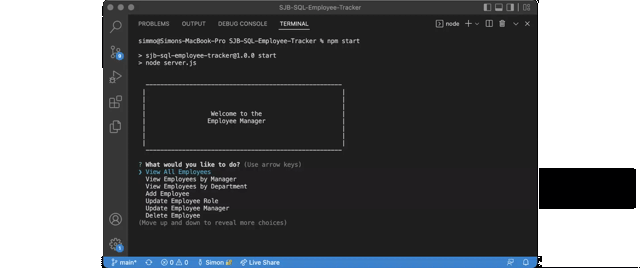 SJB-SQL-Employee-Tracker
PROBLEMS OUTPUT DEBUG CONSOLE TERMINAL node
simmo@Simons-MacBook-Pro SJB-SQL-Employee-Tracker % npm start
> sjb-sql-employee-tracker@1.0.0 start
> node server.js
Welcome to the
Employee Manager
? What would you like to do? (Use arrow keys)
❯ View All Employees
View Employees by Manager
View Employees by Department
Add Employee
Update Employee Role
Update Employee Manager
Delete Employee
(Move up and down to reveal more choices)
main* 0 0 Simon Live Share